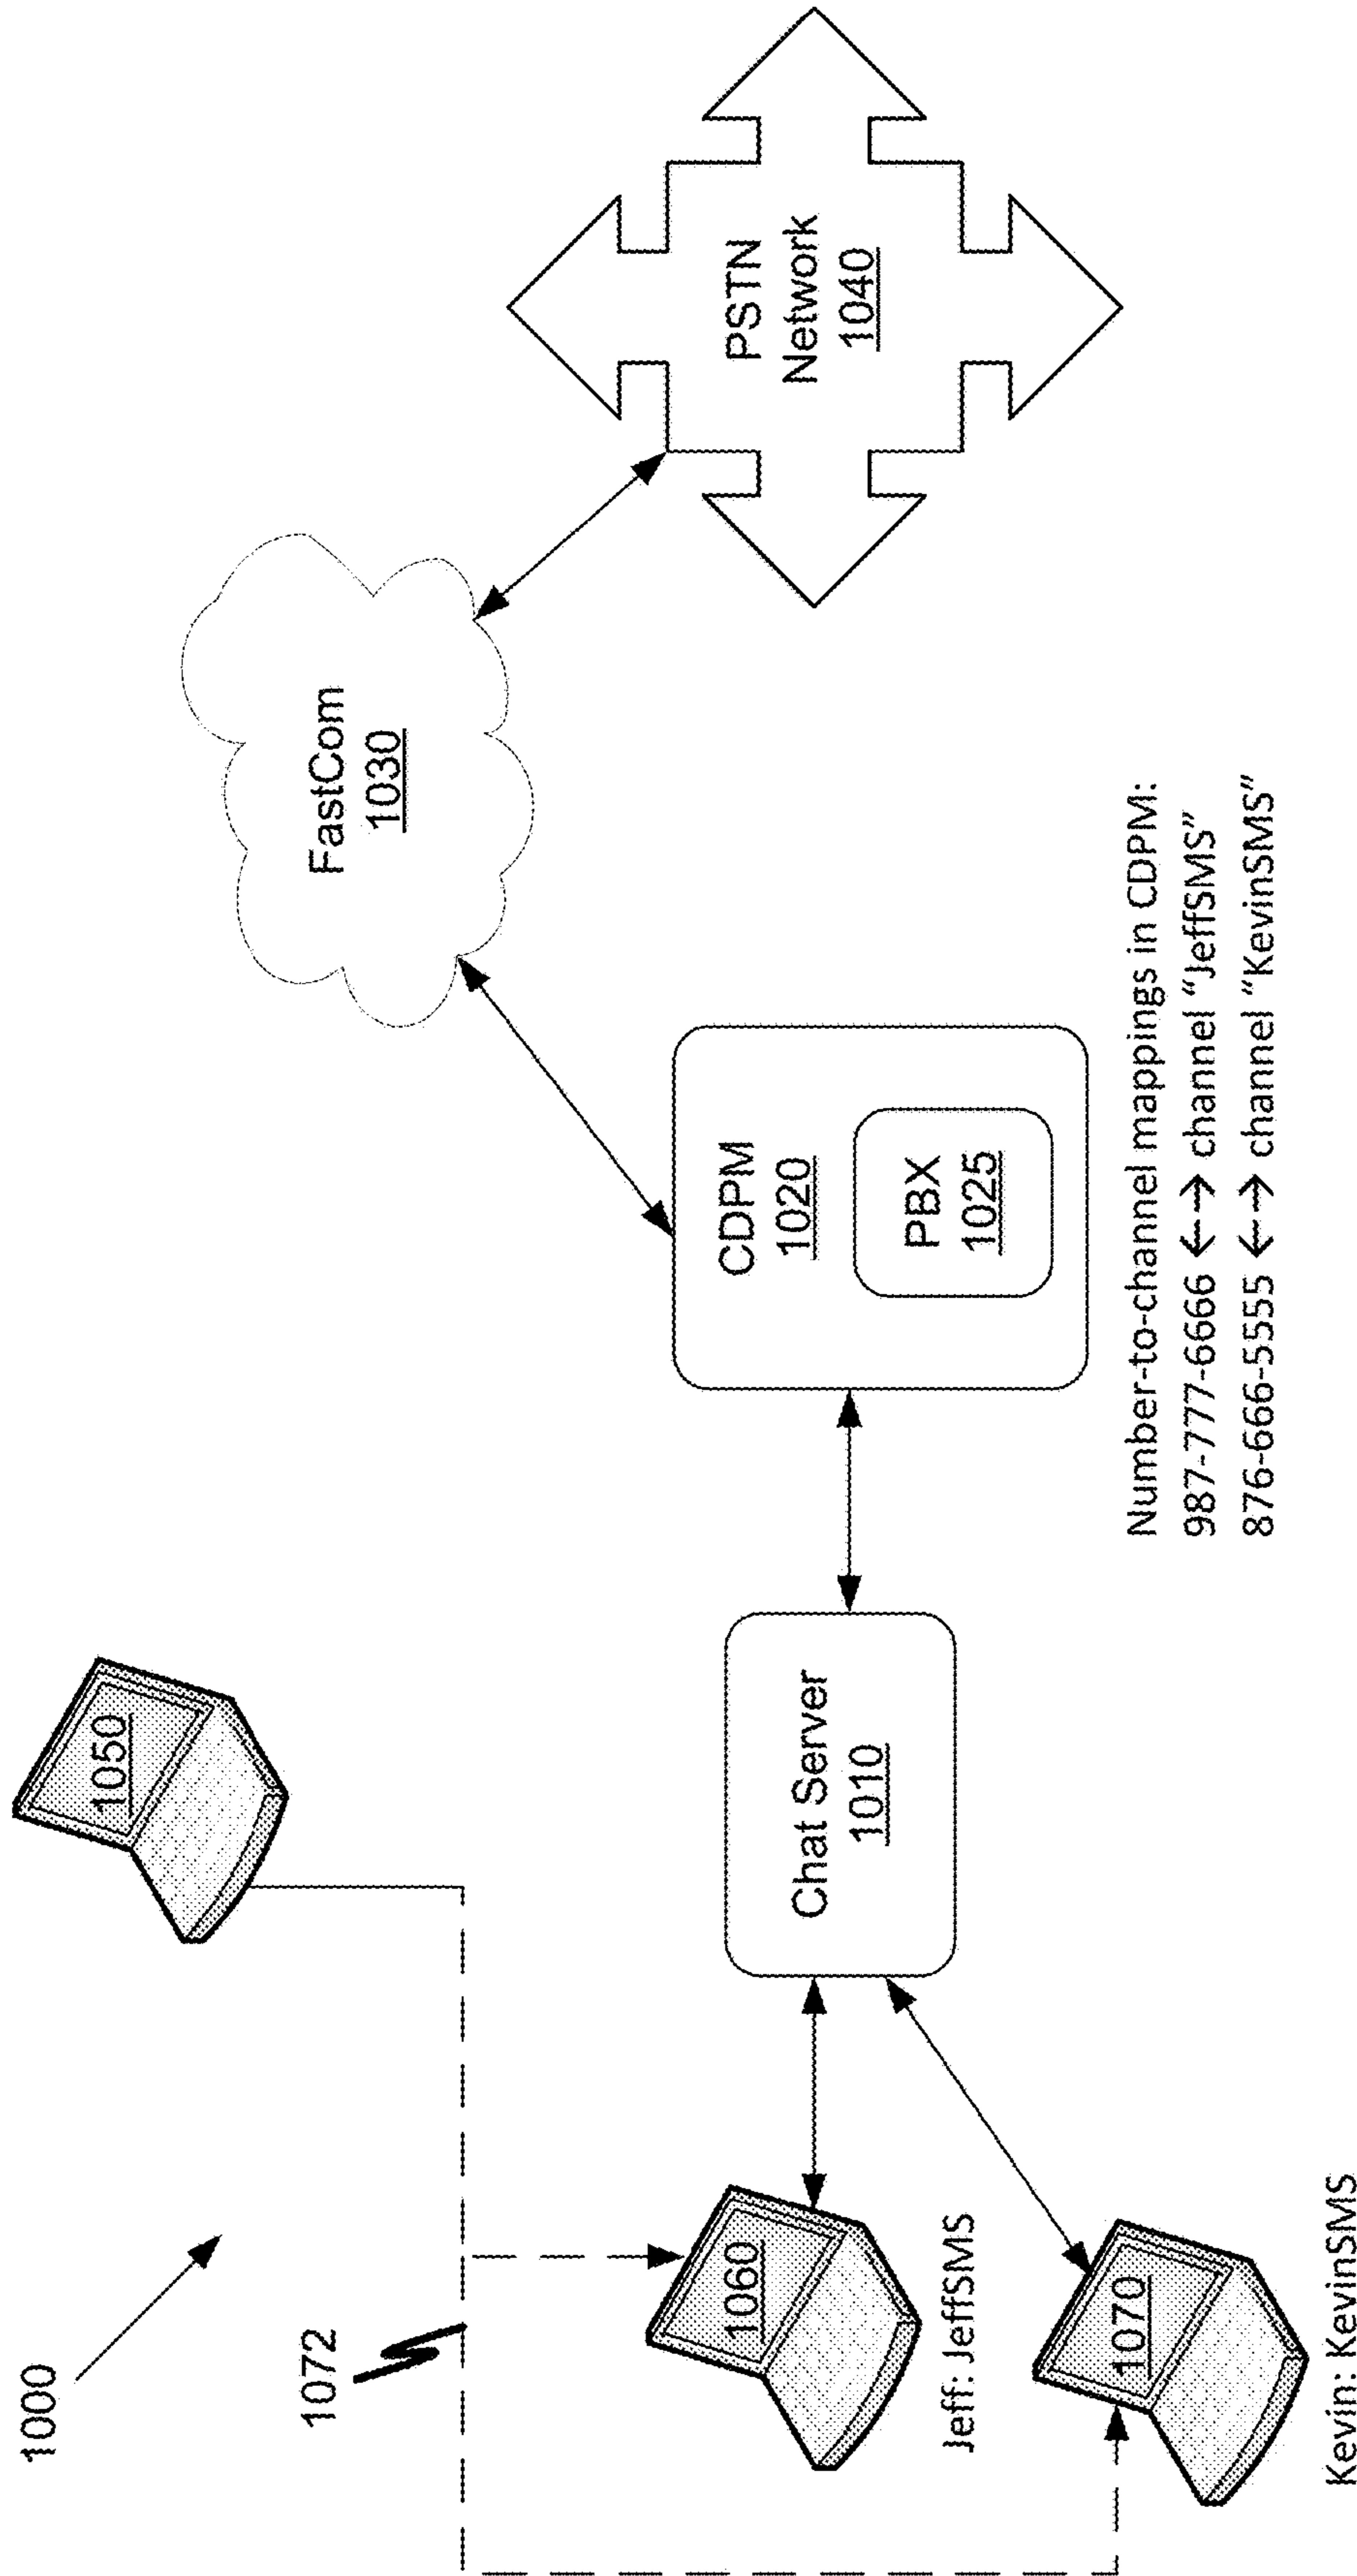 1000
1072
1050
1060
Jeff: JeffSMS
1070
Kevin: KevinSMS
Chat Server
1010
CDPM
1020
PBX
1025
Number-to-channel mappings in CDPM:
987-777-6666 ←→ channel “JeffSMS”
876-666-5555 ←→ channel “KevinSMS”
FastCom
1030
PSTN
Network
1040